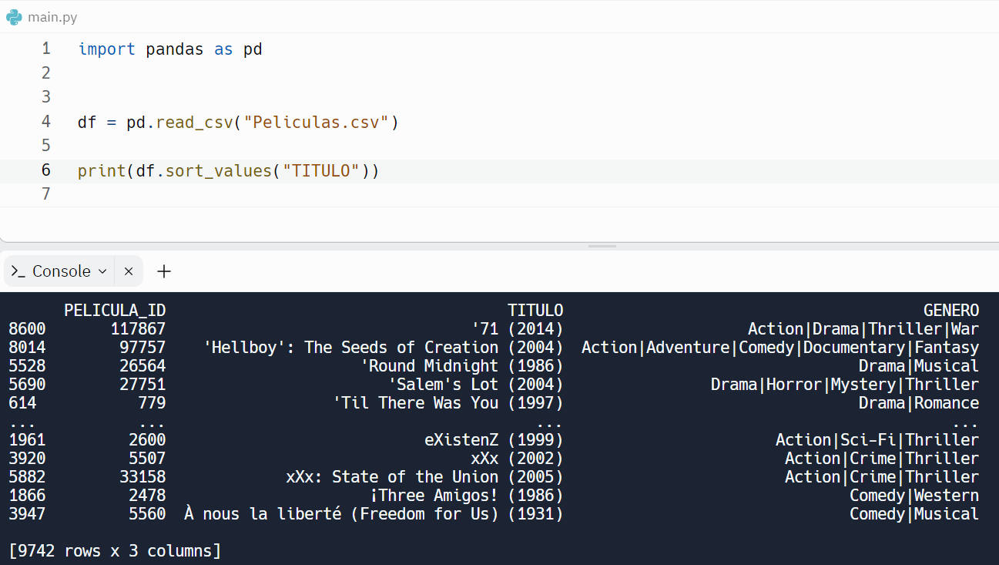 main.py
1 import pandas as pd
2
3
4 df = pd.read_csv("Peliculas.csv")
5
6 print(df.sort_values("TITULO"))
7
>_ Console
PELICULA_ID TITULO GENERO
8600 117867 '71 (2014) Action|Drama|Thriller|War
8014 97757 'Hellboy': The Seeds of Creation (2004) Action|Adventure|Comedy|Documentary|Fantasy
5528 26564 'Round Midnight (1986) Drama|Musical
5690 27751 'Salem's Lot (2004) Drama|Horror|Mystery|Thriller
614 779 'Til There Was You (1997) Drama|Romance
... ... ... ...
1961 2600 eXistenZ (1999) Action|Sci-Fi|Thriller
3920 5507 xXx (2002) Action|Crime|Thriller
5882 33158 xXx: State of the Union (2005) Action|Crime|Thriller
1866 2478 ¡Three Amigos! (1986) Comedy|Western
3947 5560 À nous la liberté (Freedom for Us) (1931) Comedy|Musical
[9742 rows x 3 columns]